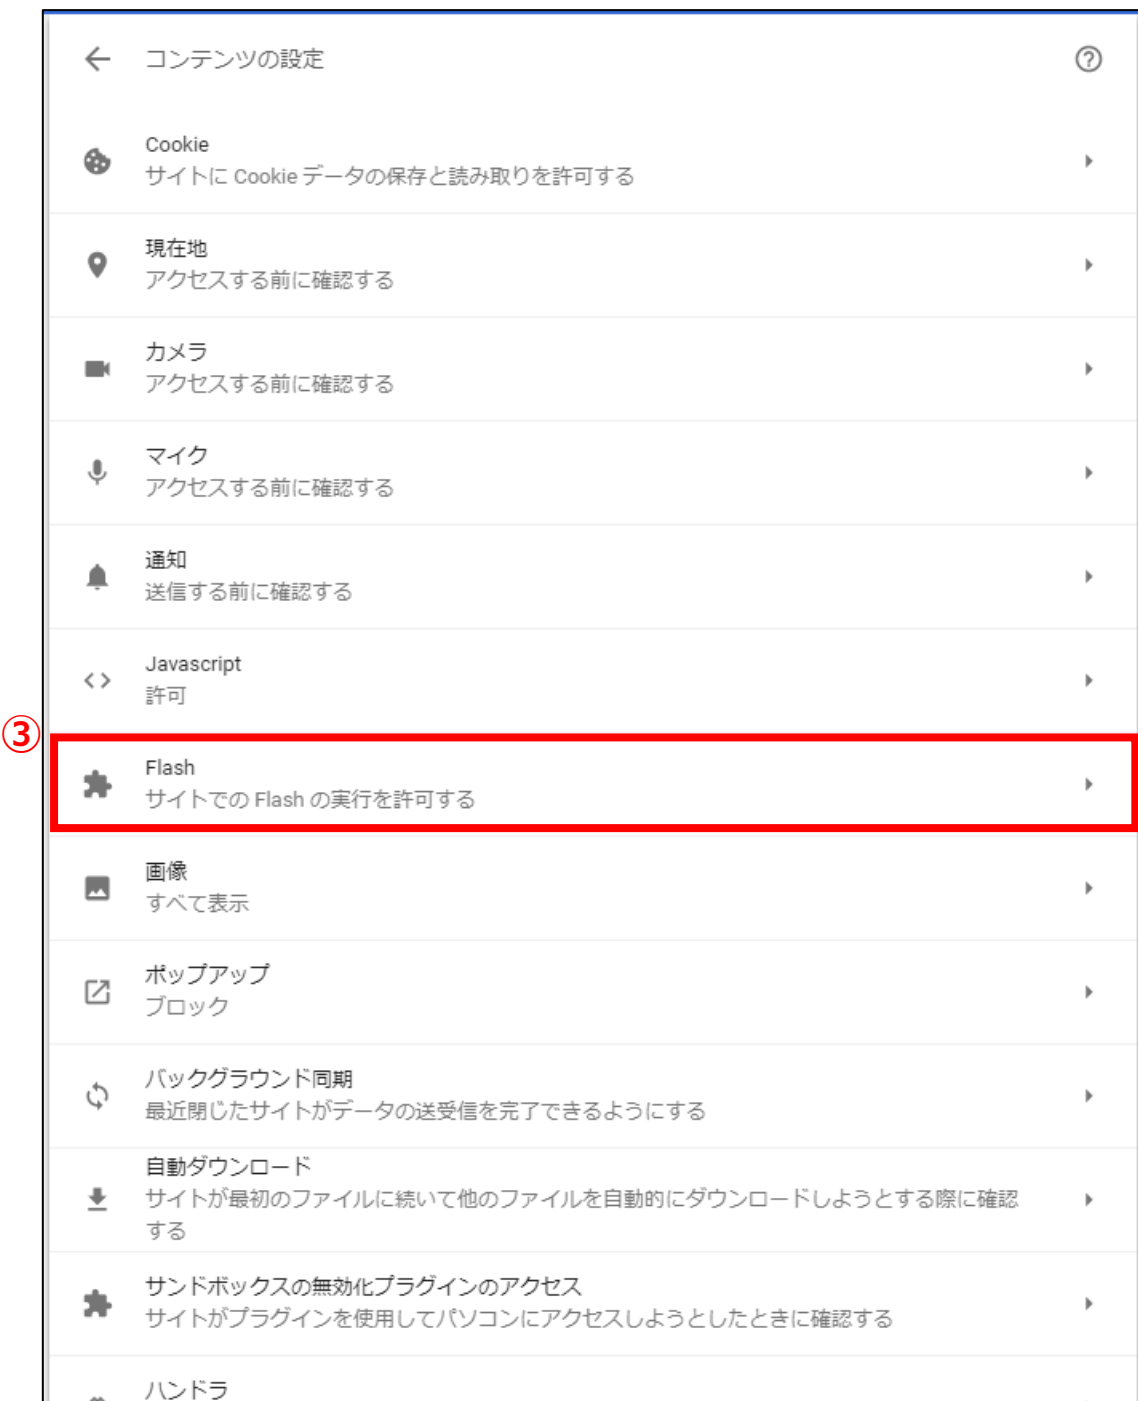 コンテンツの設定
Cookie
サイトに Cookie データの保存と読み取りを許可する
現在地
アクセスする前に確認する
カメラ
アクセスする前に確認する
マイク
アクセスする前に確認する
通知
送信する前に確認する
Javascript
許可
③
Flash
サイトでの Flash の実行を許可する
画像
すべて表示
ポップアップ
ブロック
バックグラウンド同期
最近閉じたサイトがデータの送受信を完了できるようにする
自動ダウンロード
サイトが最初のファイルに続いて他のファイルを自動的にダウンロードしようとする際に確認
する
サンドボックスの無効化プラグインのアクセス
サイトがプラグインを使用してパソコンにアクセスしようとしたときに確認する
ハンドラ